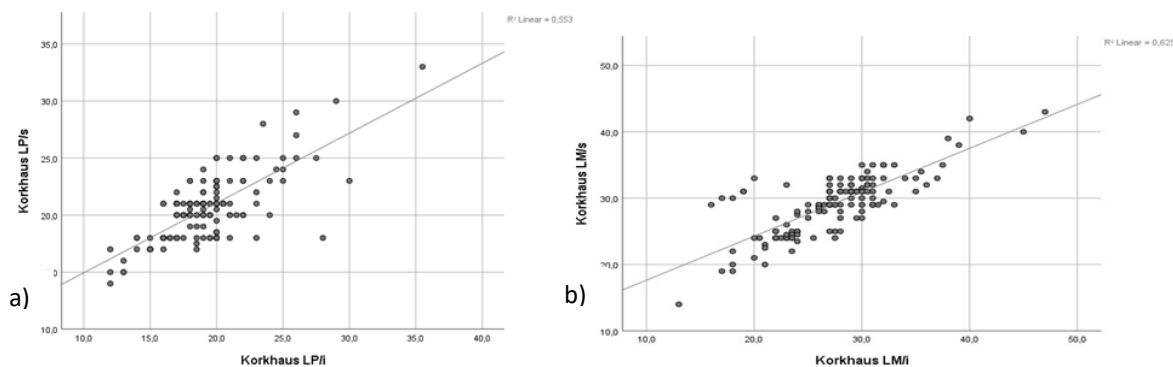 R² Linear = 0,553
35,0
30,0
25,0
20,0
,0
10,0
Korkhaus LP/s
10,0 15,0 20,0 25,0 30,0 35,0 40,0
Korkhaus LP/i
a)
R² Linear = 0,625
50,0
40,0
30,0
20,0
10,0
Korkhaus LM/s
10,0 20,0 30,0 40,0 50,0
Korkhaus LM/i
b)